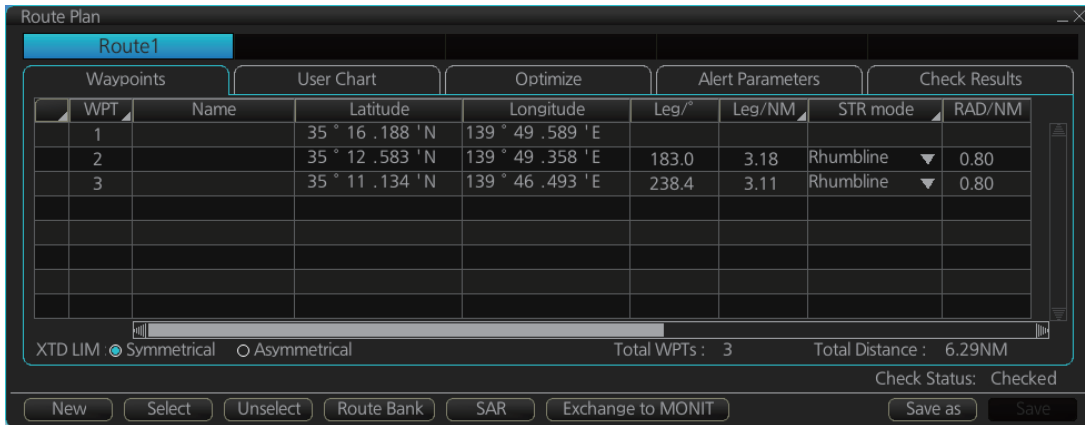 Route Plan
Route1
Waypoints User Chart Optimize Alert Parameters Check Results
WPT Name Latitude Longitude Leg/° Leg/NM STR mode RAD/NM
1 35 ° 16 .188 'N 139 ° 49 .589 'E
2 35 ° 12 .583 'N 139 ° 49 .358 'E 183.0 3.18 Rhumbline 0.80
3 35 ° 11 .134 'N 139 ° 46 .493 'E 238.4 3.11 Rhumbline 0.80
XTD LIM : Symmetrical Asymmetrical Total WPTs : 3 Total Distance : 6.29NM
Check Status: Checked
New Select Unselect Route Bank SAR Exchange to MONIT Save as Save